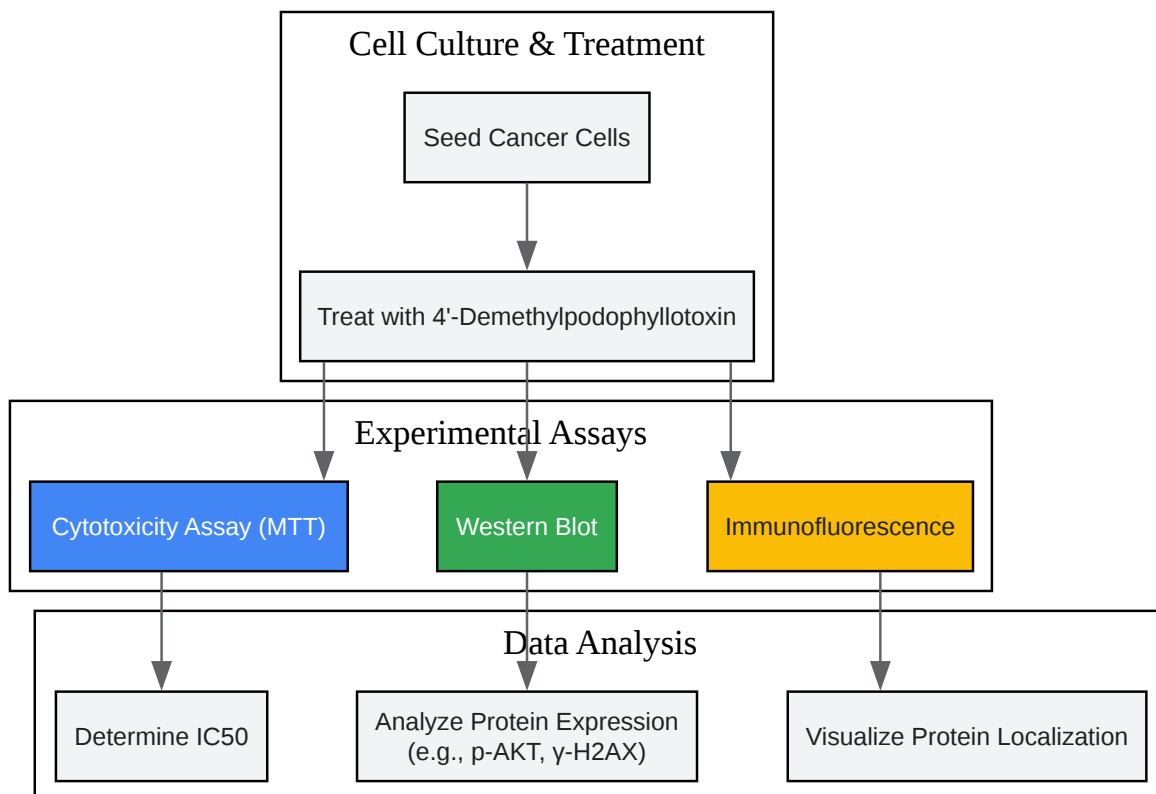 Cell Culture & Treatment
Seed Cancer Cells
Treat with 4'-Demethylpodophyllotoxin
Experimental Assays
Cytotoxicity Assay (MTT)
Western Blot
Immunofluorescence
Data Analysis
Determine IC50
Analyze Protein Expression
(e.g., p-AKT, γ-H2AX)
Visualize Protein Localization